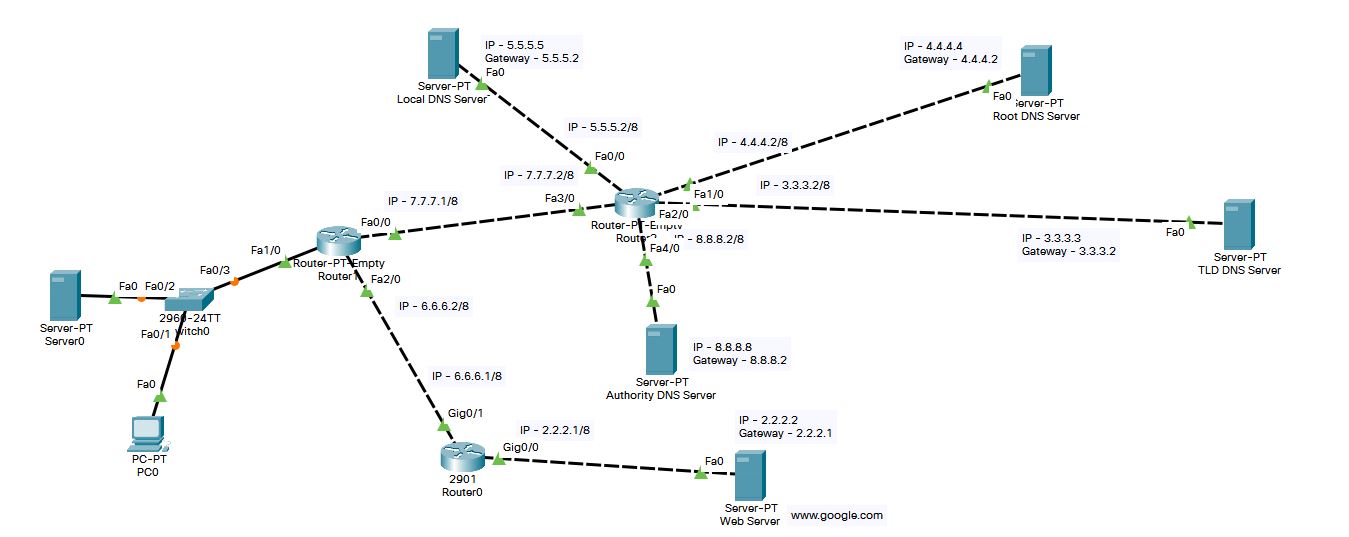 IP - 5.5.5.5
Gateway - 5.5.5.2
Fa0
Server-PT
Local DNS Server
IP - 4.4.4.4
Gateway - 4.4.4.2
Fa0
Server-PT
Root DNS Server
IP - 5.5.5.2/8
Fa0/0
IP - 4.4.4.2/8
IP - 7.7.7.2/8
Fa3/0
Fa1/0
IP - 3.3.3.2/8
Fa2/0
Router-PT-Empty
IP - 8.8.8.2/8
Fa4/0
Fa0
IP - 3.3.3.3
Gateway - 3.3.3.2
Server-PT
TLD DNS Server
IP - 7.7.7.1/8
Fa0/0
Fa1/0
Router-PT-Empty
Router1
Fa2/0
Fa0/3
Fa0
Fa0/2
Server-PT
Server0
2960-24TT
Switch0
Fa0/1
Fa0
PC-PT
PC0
IP - 6.6.6.2/8
IP - 6.6.6.1/8
Gig0/1
Fa0
IP - 8.8.8.8
Gateway - 8.8.8.2
Server-PT
Authority DNS Server
IP - 2.2.2.1/8
Gig0/0
2901
Router0
IP - 2.2.2.2
Gateway - 2.2.2.1
Fa0
Server-PT
Web Server
www.google.com